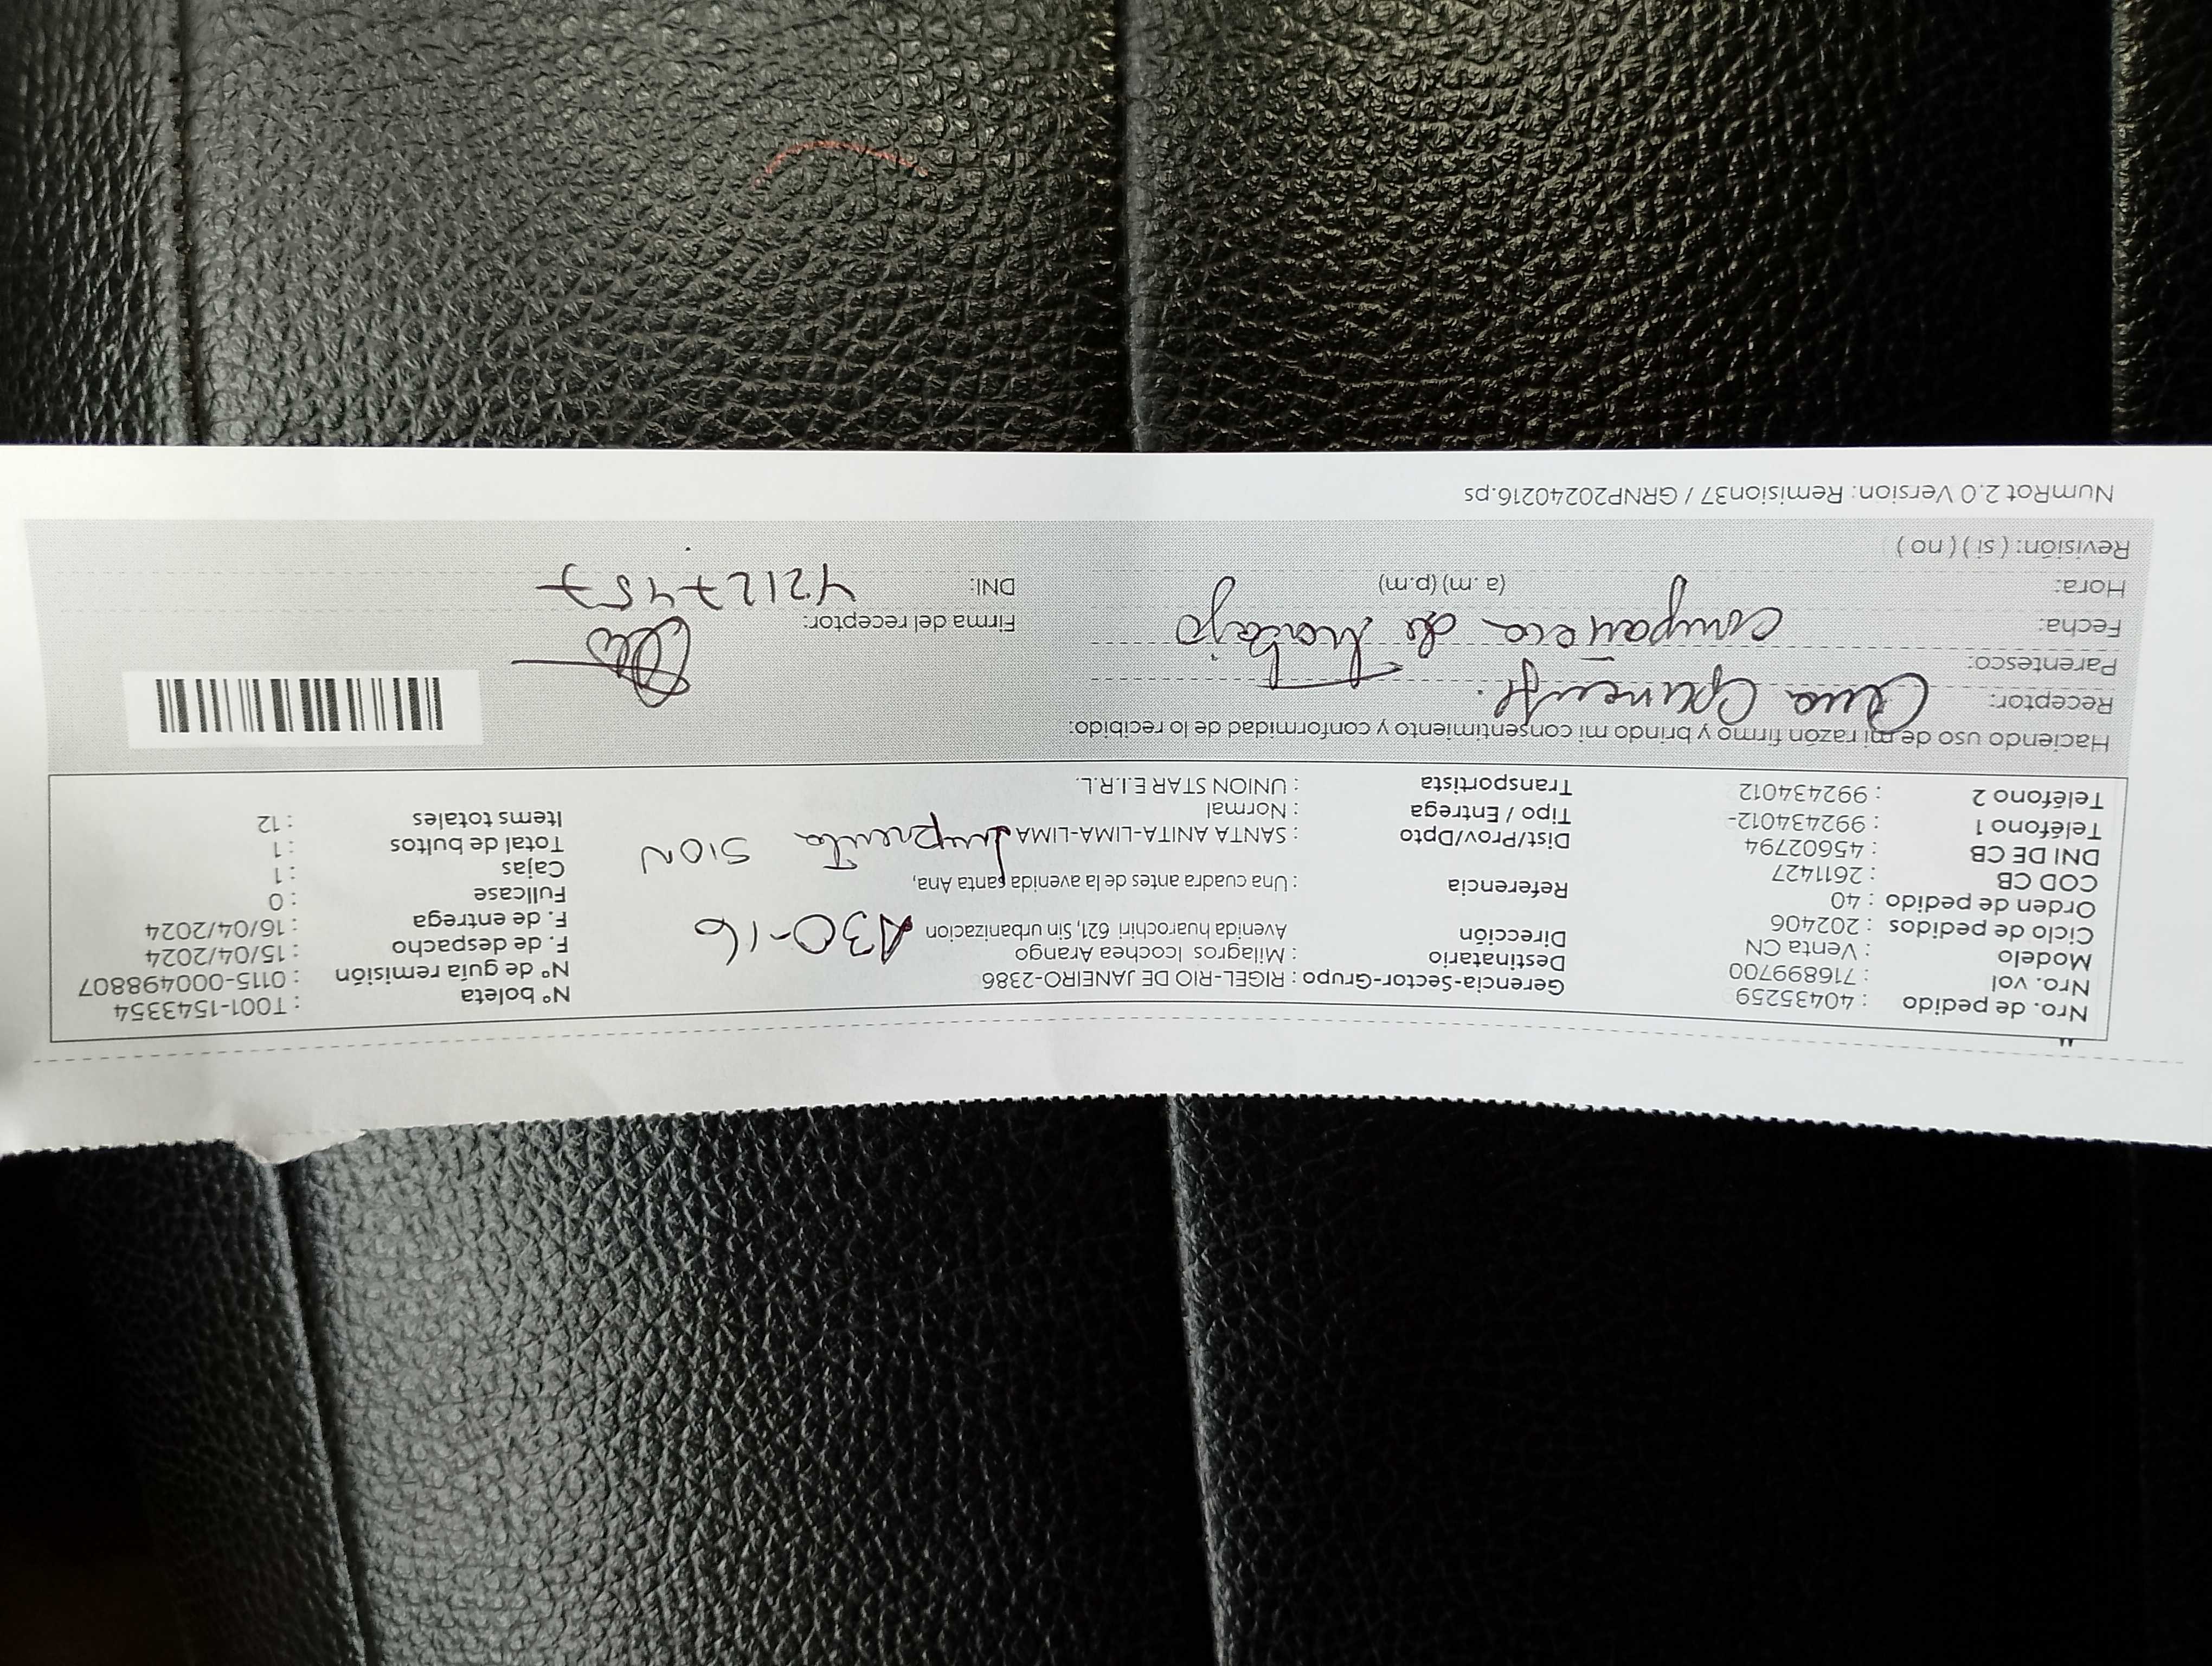 Nro. de pedido : 40435259
Nro. vol : 716899700
Modelo : Venta CN
Ciclo de pedidos : 202406
Orden de pedido : 40
COD CB : 2611427
DNI DE CB : 45602794
Teléfono 1 : 992434012-
Teléfono 2 : 992434012
Gerencia-Sector-Grupo : RIGEL-RIO DE JANEIRO-2386
Destinatario : Milagros Icochea Arango
Dirección Avenida huarochiri 621, Sin urbanizacion A30-16
Referencia : Una cuadra antes de la avenida santa Ana,
Dist/Prov/Dpto : SANTA ANITA-LIMA-LIMA Imprenta SION
Tipo / Entrega : Normal
Transportista : UNION STAR E.I.R.L.
N° boleta : T001-1543354
N° de guía remisión : 0115-000498807
F. de despacho : 15/04/2024
F. de entrega : 16/04/2024
Fullcase : 0
Cajas : 1
Total de bultos : 1
Items totales : 12
Haciendo uso de mi razón firmo y brindo mi consentimiento y conformidad de lo recibido:
Receptor:
Parentesco:
Fecha: compañera de trabajo
Hora: (a.m) (p.m)
Revisión: ( si ) ( no )
Firma del receptor:
DNI: 42127457
NumRot 2.0 Version: Remision37 / GRNP20240216.ps